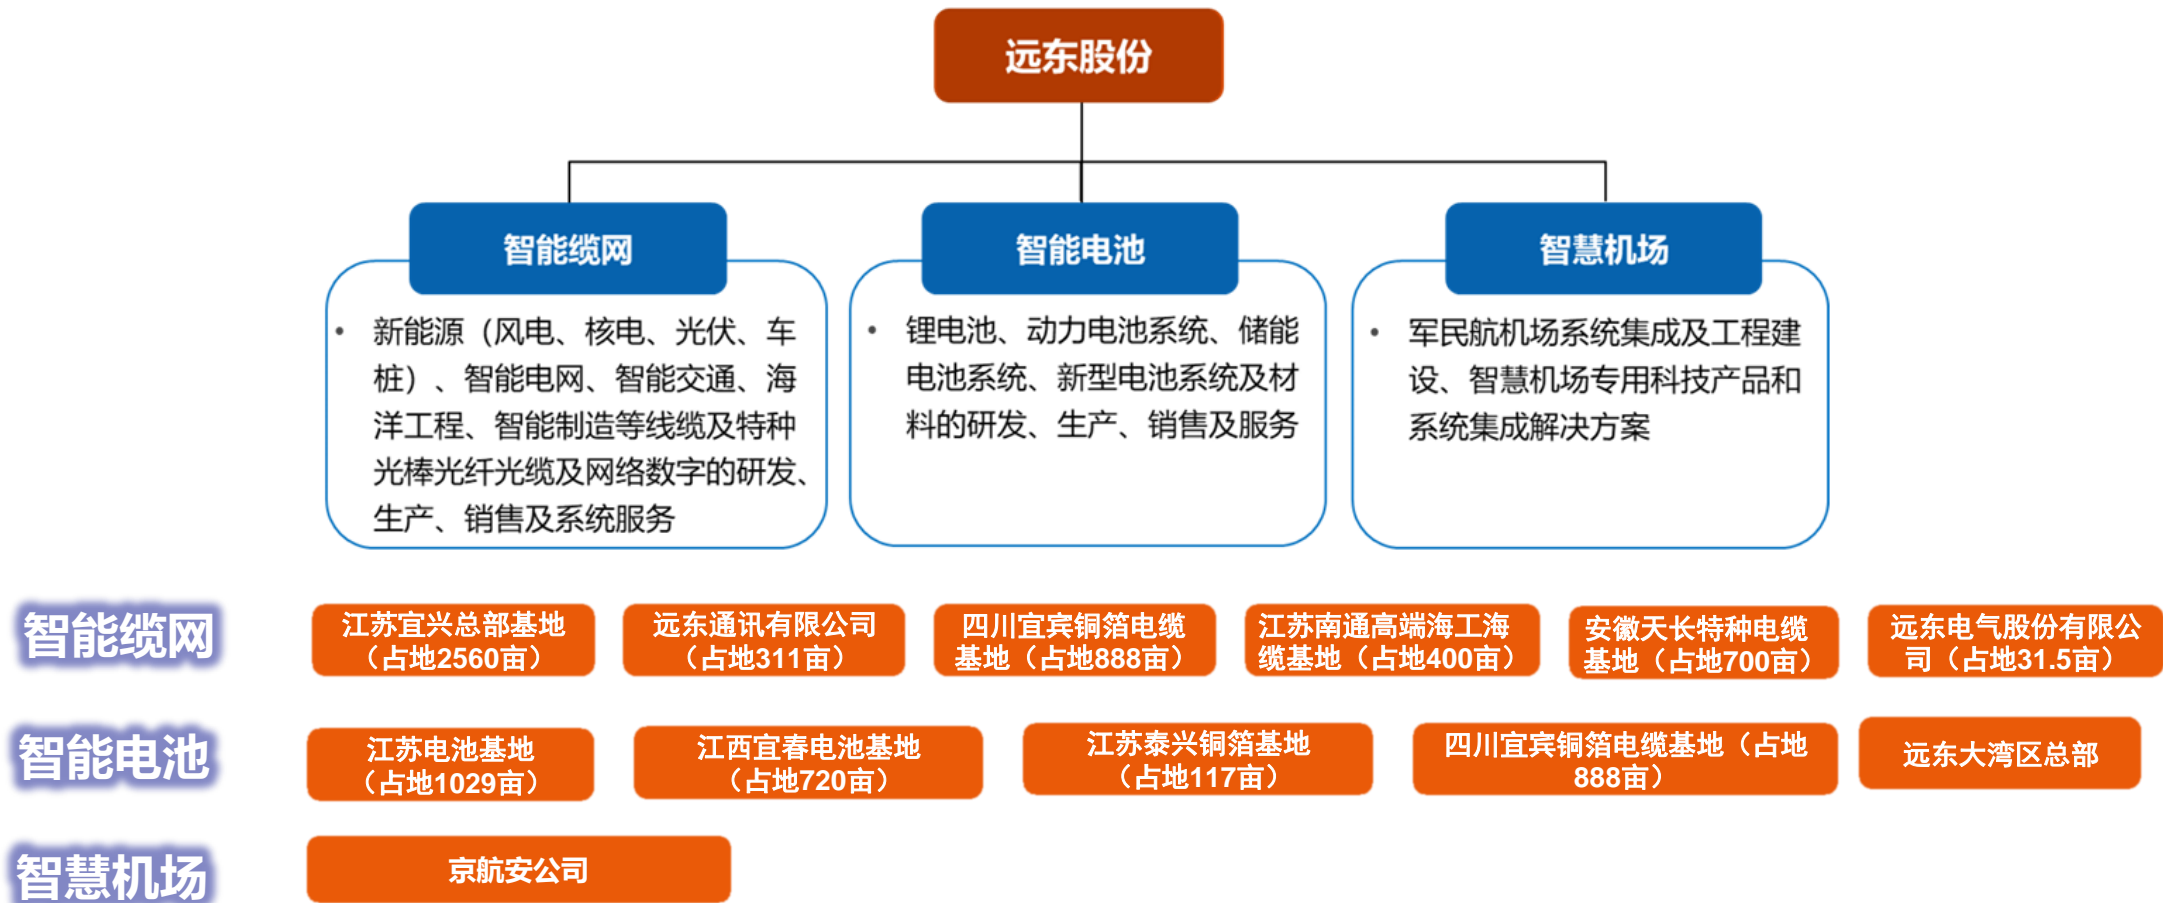 远东股份
智能缆网
智能电池
智慧机场
• 新能源（风电、核电、光伏、车
桩）、智能电网、智能交通、海
洋工程、智能制造等线缆及特种
光棒光纤光缆及网络数字的研发、
生产、销售及系统服务
• 锂电池、动力电池系统、储能
电池系统、新型电池系统及材
料的研发、生产、销售及服务
• 军民航机场系统集成及工程建
设、智慧机场专用科技产品和
系统集成解决方案
智能缆网
江苏宜兴总部基地
（占地2560亩）
远东通讯有限公司
（占地311亩）
四川宜宾铜箔电缆
基地（占地888亩）
江苏南通高端海工海
缆基地（占地400亩）
安徽天长特种电缆
基地（占地700亩）
远东电气股份有限公
司（占地31.5亩）
智能电池
江苏电池基地
（占地1029亩）
江西宜春电池基地
（占地720亩）
江苏泰兴铜箔基地
（占地117亩）
四川宜宾铜箔电缆基地（占地
888亩）
远东大湾区总部
智慧机场
京航安公司